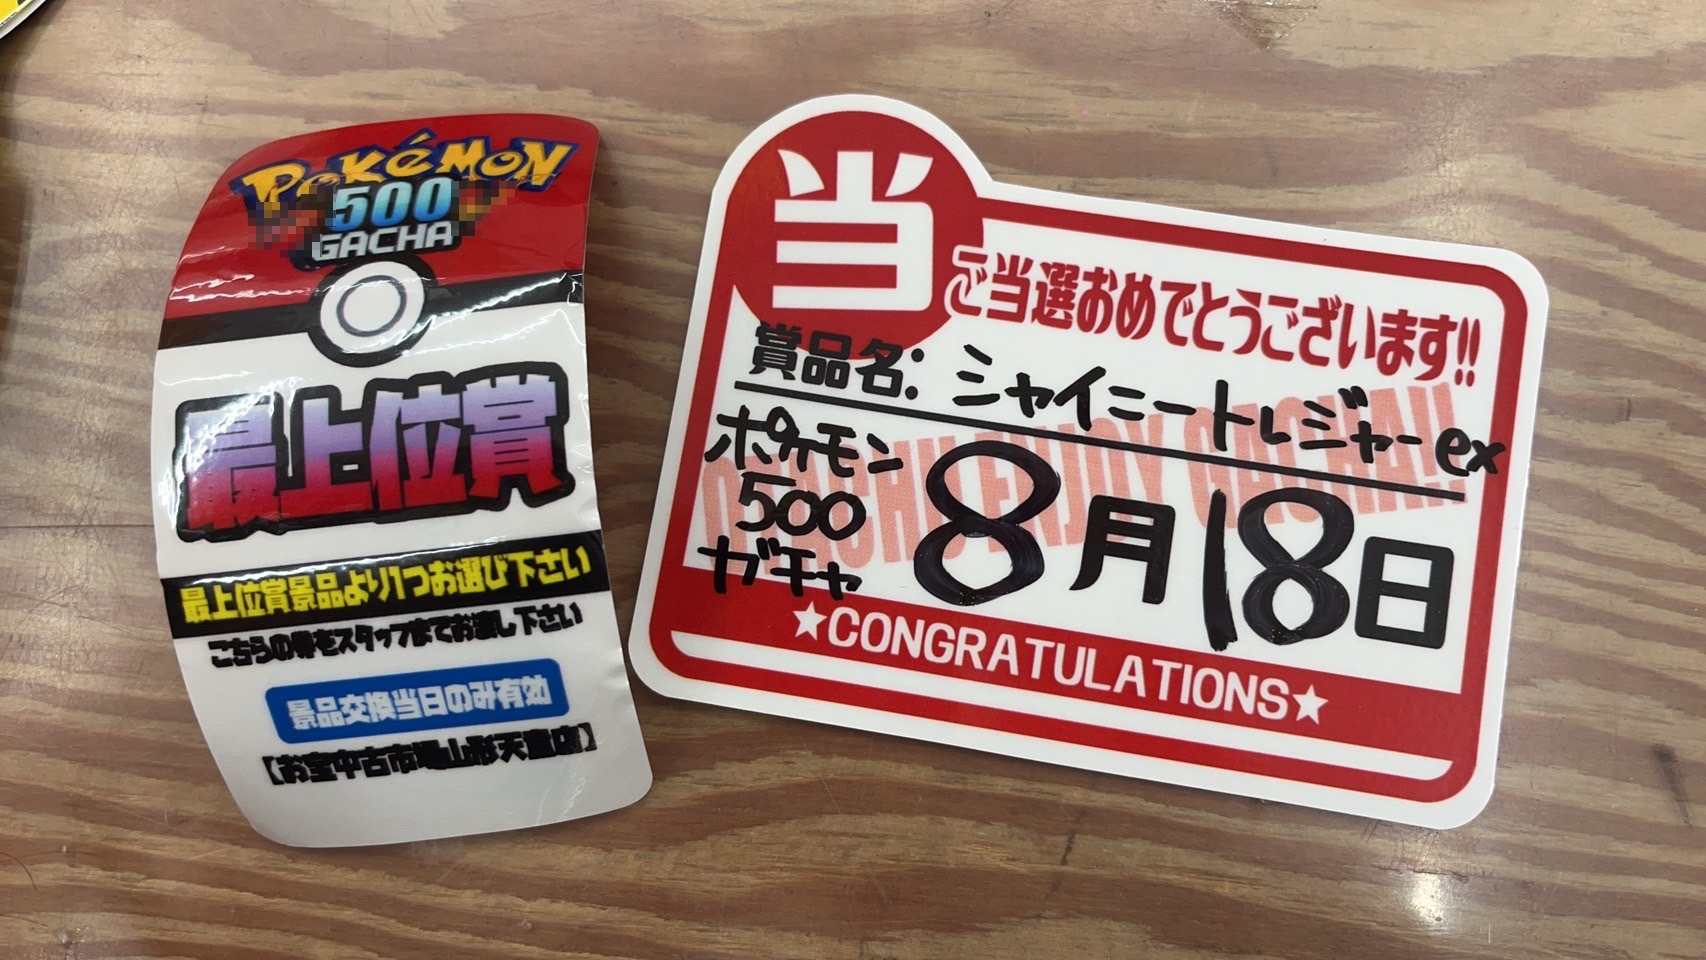 POKéMON
500
GACHA
最上位賞
最上位賞景品より1つお選び下さい
こちらの券をスタッフまでお渡し下さい
景品交換当日のみ有効
【お宝中古市場山形天童店】
当
ご当選おめでとうございます!!
賞品名:シャイニートレジャーex
ポケモン
500
ガチャ
8月18日
ENJOY GACHA!!
★CONGRATULATIONS★